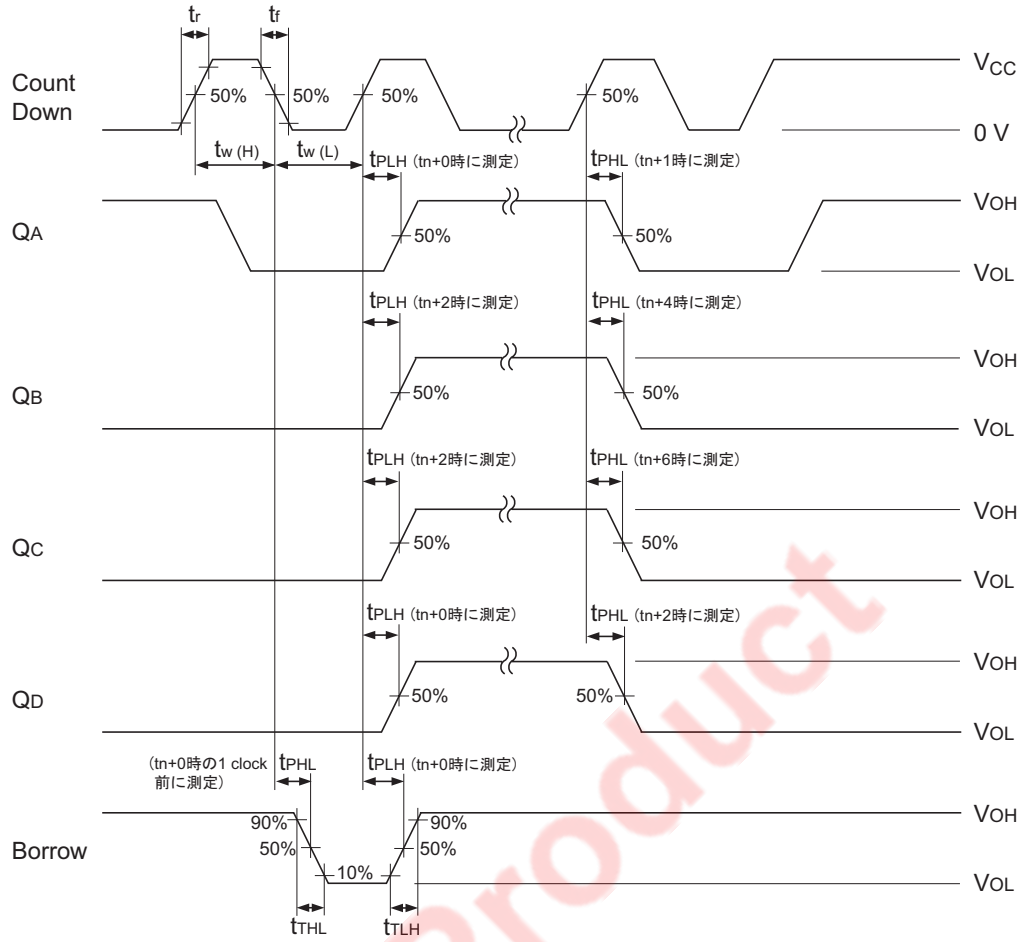 tr
tf
Count
Down
50%
50%
50%
50%
VCC
0 V
tw (H)
tw (L)
tPLH (tn+0時に測定)
tPHL (tn+1時に測定)
QA
50%
50%
VOH
VOL
tPLH (tn+2時に測定)
tPHL (tn+4時に測定)
QB
50%
50%
VOH
VOL
tPLH (tn+2時に測定)
tPHL (tn+6時に測定)
QC
50%
50%
VOH
VOL
tPLH (tn+0時に測定)
tPHL (tn+2時に測定)
QD
50%
50%
VOH
VOL
(tn+0時の1 clock
前に測定)
tPHL
tPLH (tn+0時に測定)
Borrow
90%
50%
10%
90%
50%
VOH
VOL
tTHL
tTLH
Product